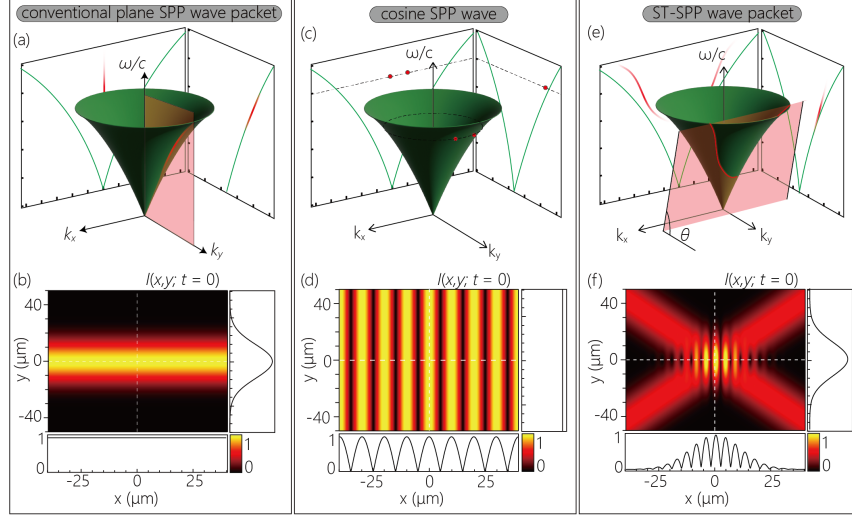 conventional plane SPP wave packet
(a)
ω/c
kx
ky
(b)
I(x,y; t = 0)
40
0
-40
y (μm)
1
0
1
0
-25
0
25
x (μm)
cosine SPP wave
(c)
ω/c
kx
ky
(d)
I(x,y; t = 0)
40
0
-40
y (μm)
1
0
1
0
-25
0
25
x (μm)
ST-SPP wave packet
(e)
ω/c
kx
θ
ky
(f)
I(x,y; t = 0)
40
0
-40
y (μm)
1
0
1
0
-25
0
25
x (μm)